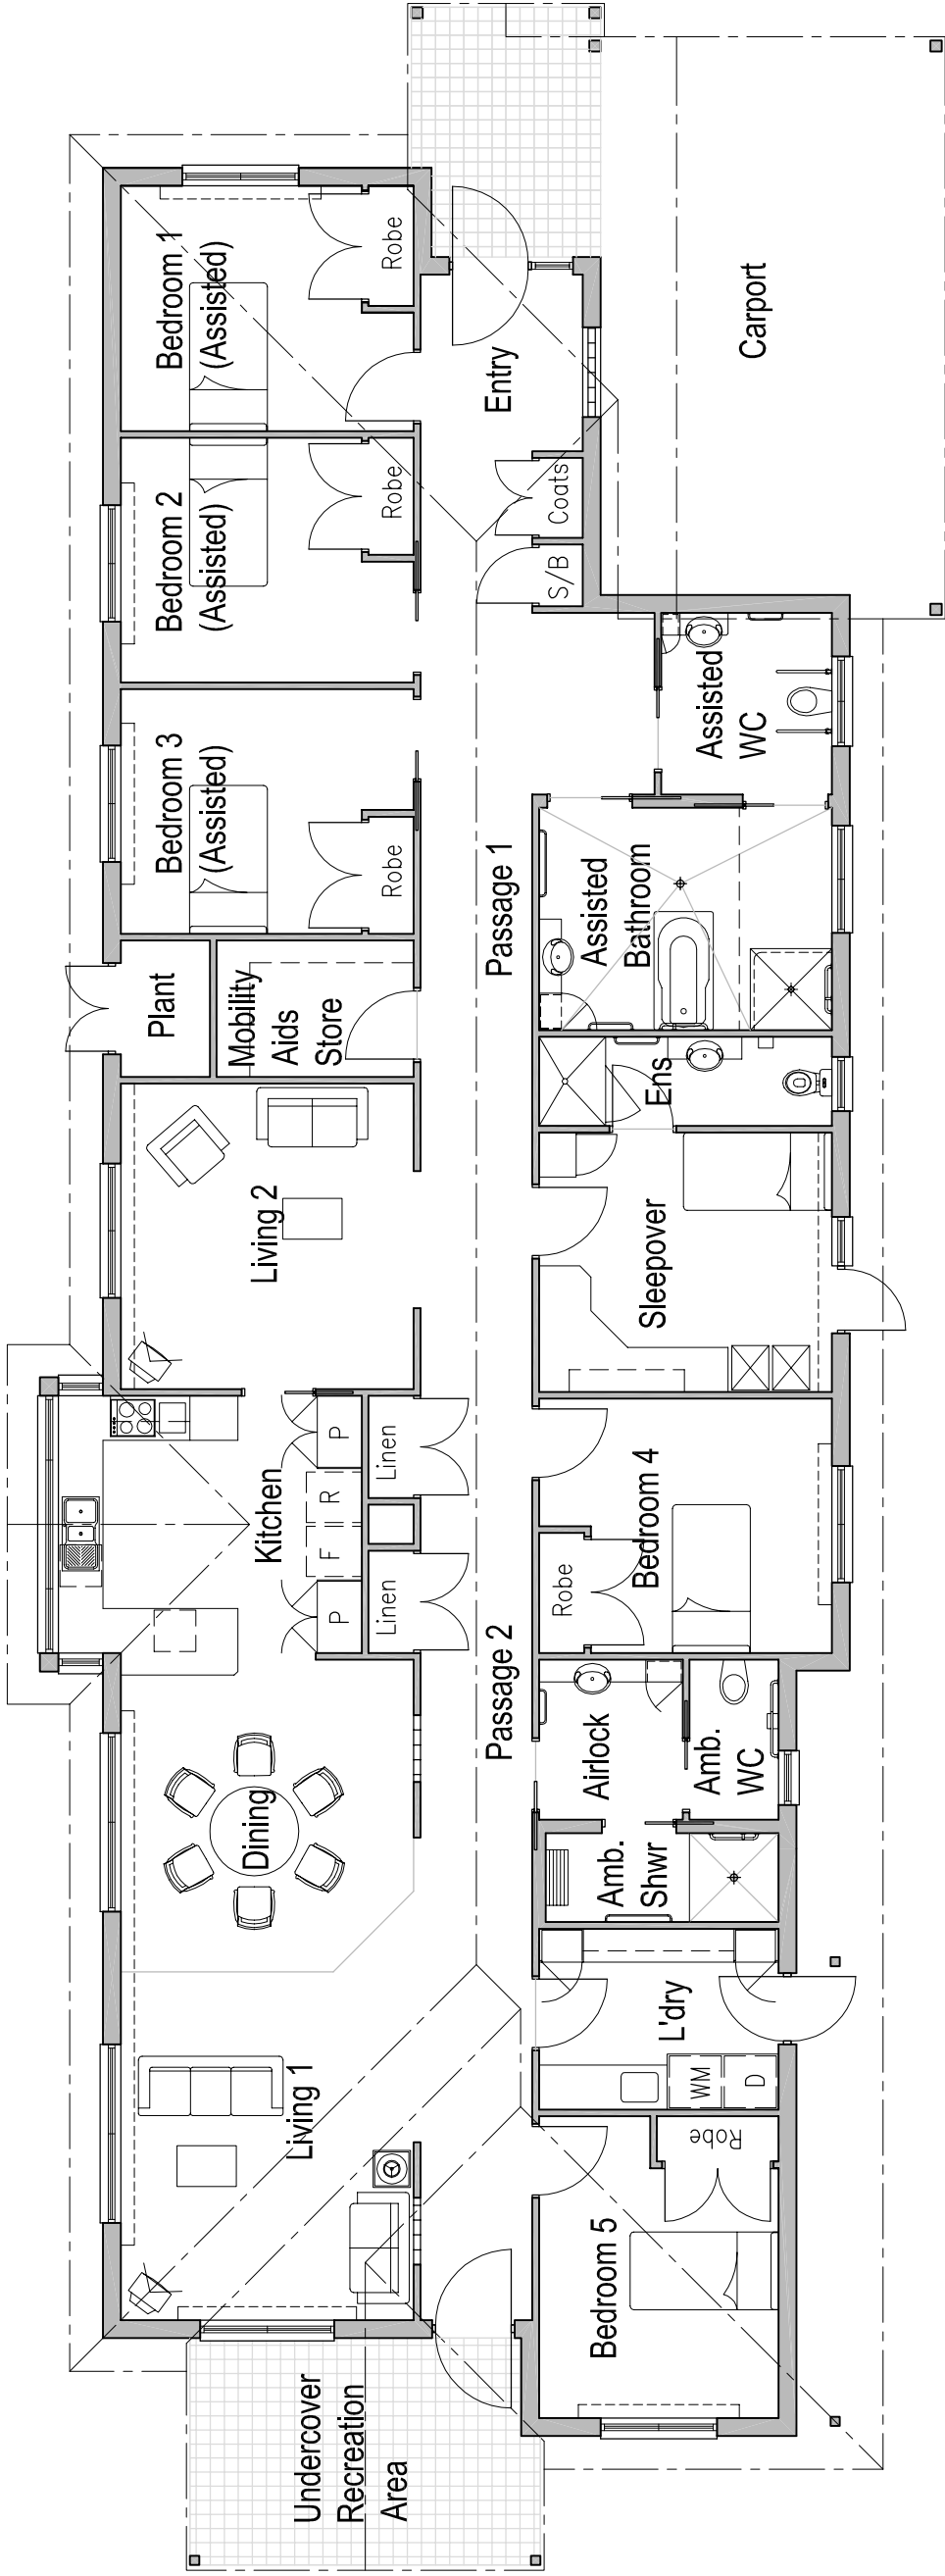 Bedroom 1
(Assisted)
Robe
Bedroom 2
(Assisted)
Robe
Bedroom 3
(Assisted)
Robe
Entry
Coats
S/B
Carport
Plant
Mobility
Aids
Store
Passage 1
Assisted
WC
Assisted
Bathroom
Ens
Living 2
Sleepover
Kitchen
P
R
F
P
Linen
Linen
Bedroom 4
Robe
Passage 2
Dining
Airlock
Amb.
WC
Amb.
Shwr
L'dry
WM
D
Living 1
Robe
Bedroom 5
Undercover
Recreation
Area